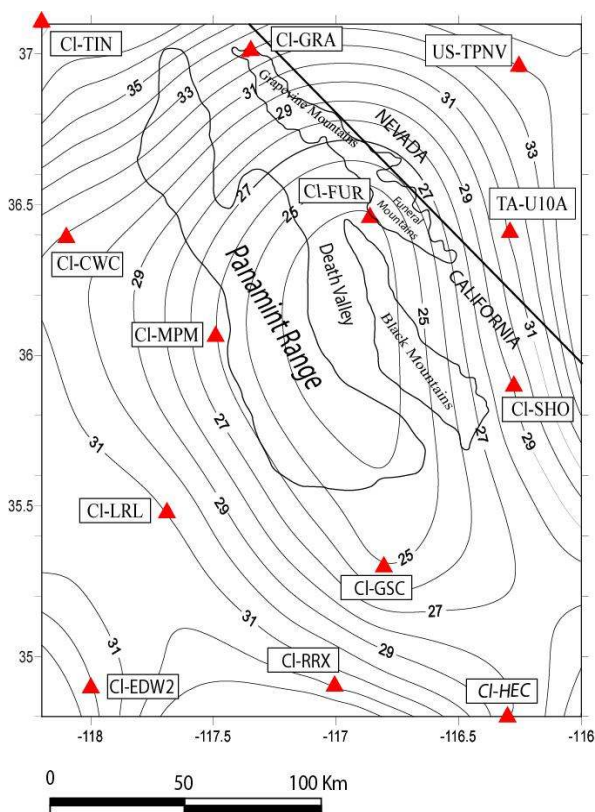 37
CI-TIN
CI-GRA
US-TPNV
35
33
31
29
Grapevine Mountains
31
33
NEVADA
27
27
29
CI-FUR
Funeral
Mountains
TA-U10A
36.5
25
CI-CWC
29
Panamint Range
Death Valley
CALIFORNIA
25
31
CI-MPM
36
Black Mountains
CI-SHO
27
27
29
31
35.5
CI-LRL
29
25
CI-GSC
27
31
31
29
35
CI-RRX
CI-EDW2
CI-HEC
-118
-117.5
-117
-116.5
-116
0
50
100 Km